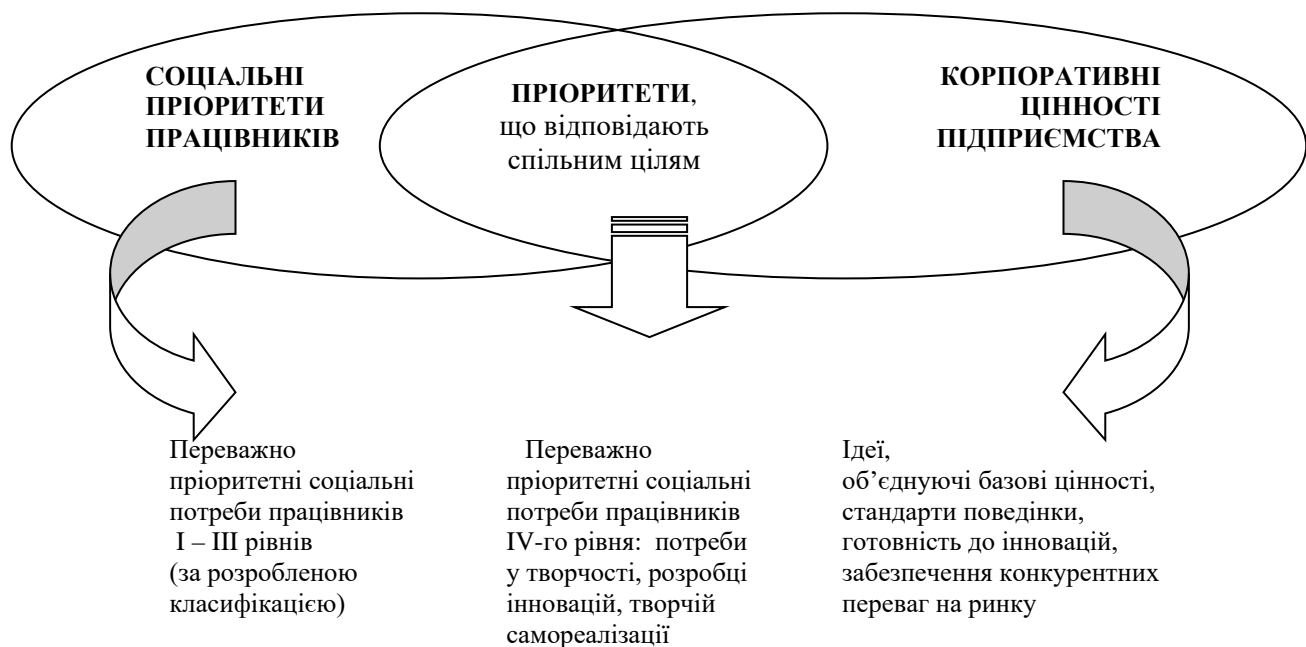 СОЦІАЛЬНІ
ПРІОРИТЕТИ
ПРАЦІВНИКІВ
ПРІОРИТЕТИ,
що відповідають
спільним цілям
КОРПОРАТИВНІ
ЦІННОСТІ
ПІДПРИЄМСТВА
Переважно
пріоритетні соціальні
потреби працівників
І – ІІІ рівнів
(за розробленою
класифікацією)
Переважно
пріоритетні соціальні
потреби працівників
IV-го рівня: потреби
у творчості, розробці
інновацій, творчій
самореалізації
Ідеї,
об’єднуючі базові цінності,
стандарти поведінки,
готовність до інновацій,
забезпечення конкурентних
переваг на ринку